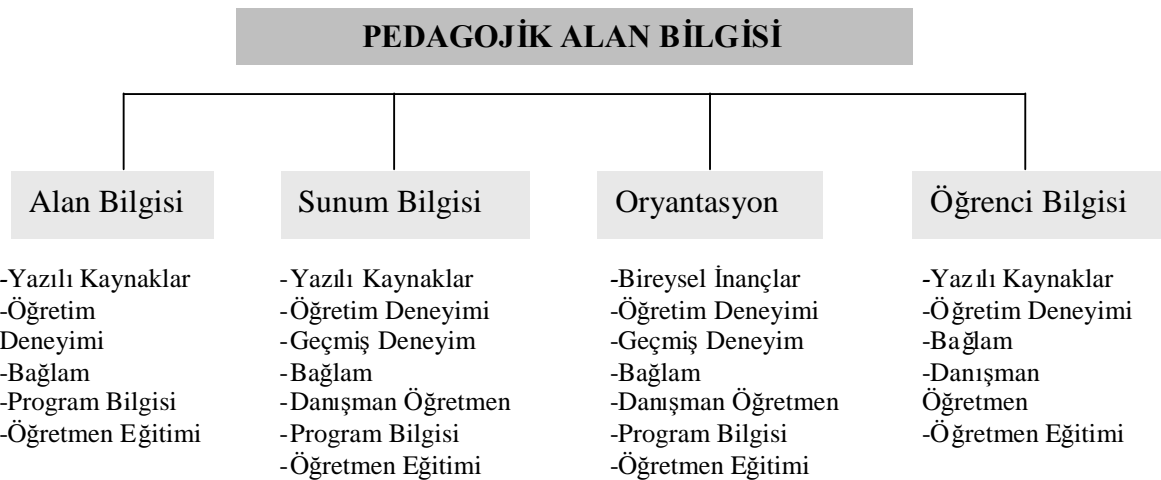 PEDAGOJİK ALAN BİLGİSİ
Alan Bilgisi
-Yazılı Kaynaklar
-Öğretim
Deneyimi
-Bağlam
-Program Bilgisi
-Öğretmen Eğitimi
Sunum Bilgisi
-Yazılı Kaynaklar
-Öğretim Deneyimi
-Geçmiş Deneyim
-Bağlam
-Danışman Öğretmen
-Program Bilgisi
-Öğretmen Eğitimi
Oryantasyon
-Bireysel İnançlar
-Öğretim Deneyimi
-Geçmiş Deneyim
-Bağlam
-Danışman Öğretmen
-Program Bilgisi
-Öğretmen Eğitimi
Öğrenci Bilgisi
-Yazılı Kaynaklar
-Öğretim Deneyimi
-Bağlam
-Danışman
Öğretmen
-Öğretmen Eğitimi